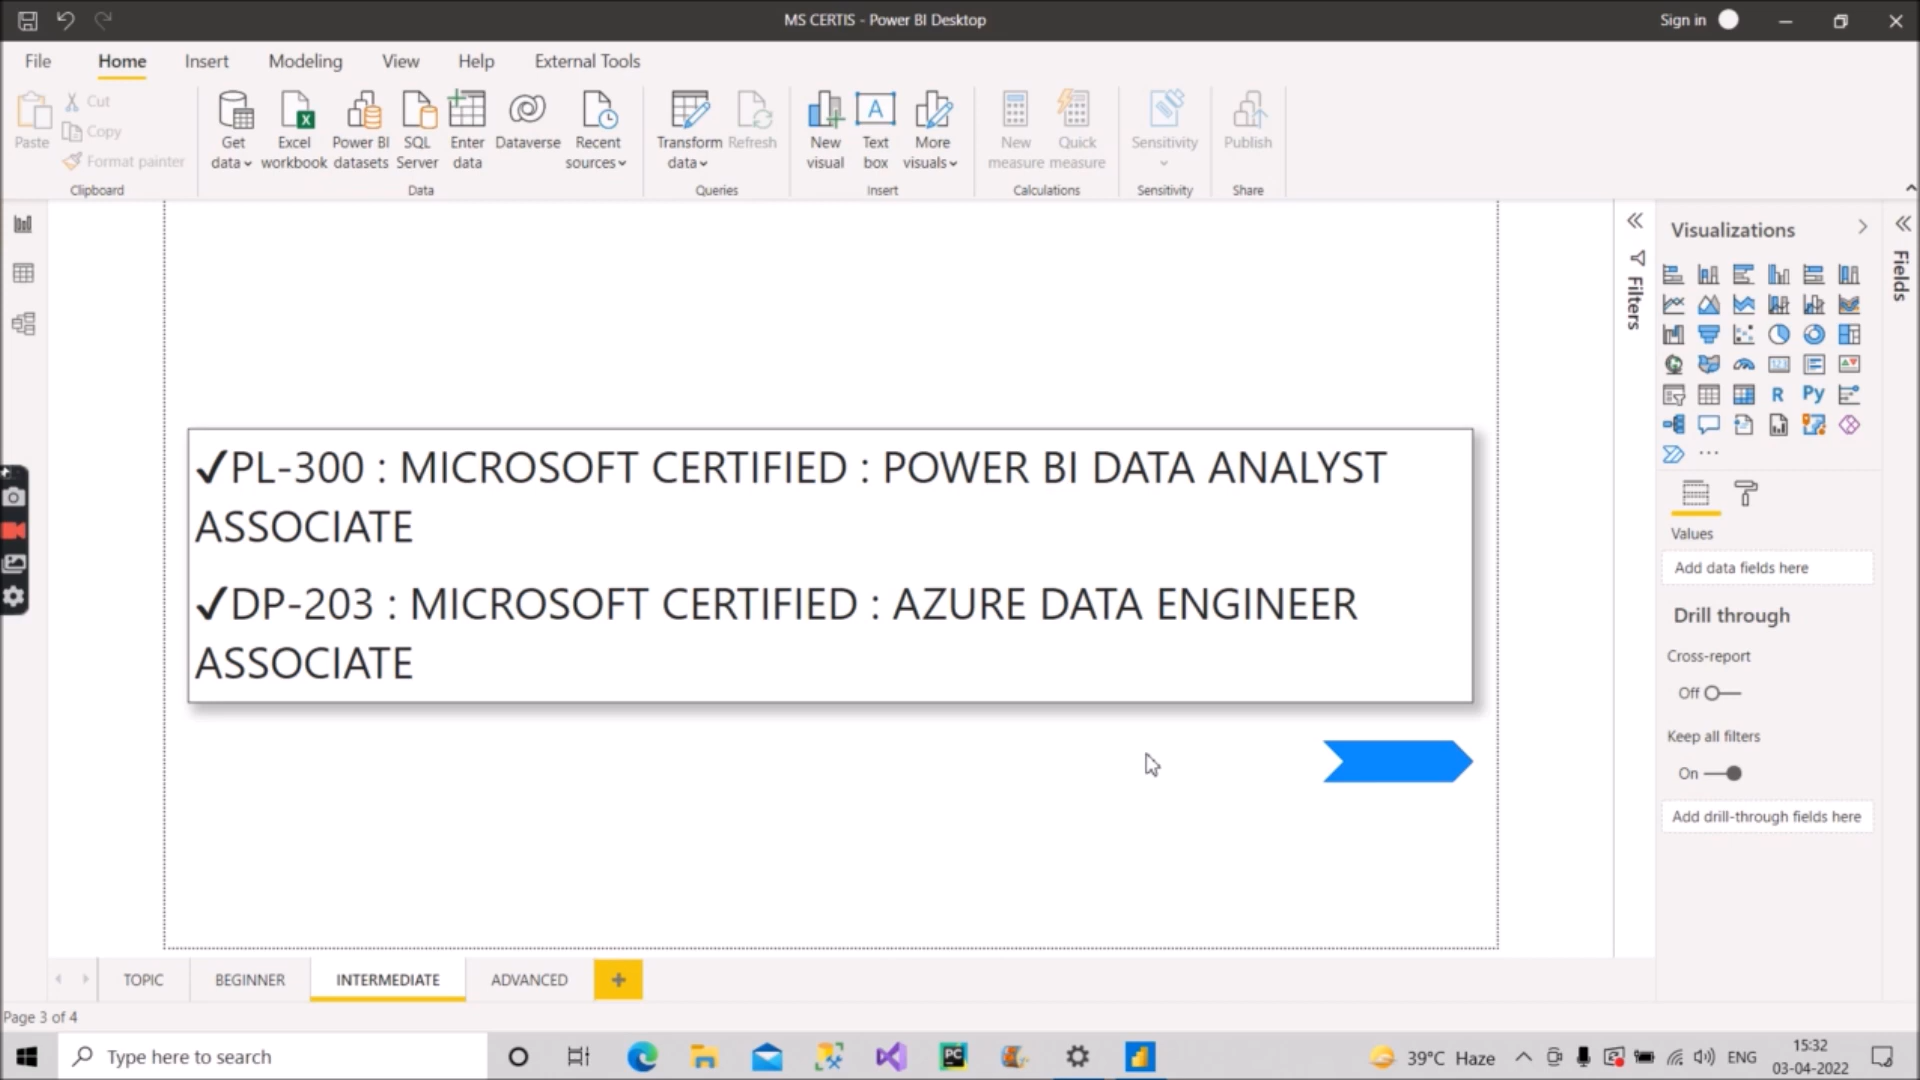 MS CERTIS - Power BI Desktop
Sign in
File Home Insert Modeling View Help External Tools
Paste
Cut
Copy
Format painter
Clipboard
Get data
Excel workbook
Power BI datasets
SQL Server
Enter data
Dataverse
Recent sources
Data
Transform data
Refresh
Queries
New visual
Text box
More visuals
Insert
New measure
Quick measure
Calculations
Sensitivity
Sensitivity
Publish
Share
✓PL-300 : MICROSOFT CERTIFIED : POWER BI DATA ANALYST
ASSOCIATE
✓DP-203 : MICROSOFT CERTIFIED : AZURE DATA ENGINEER
ASSOCIATE
Filters
Visualizations
R
Py
Values
Add data fields here
Drill through
Cross-report
Off
Keep all filters
On
Add drill-through fields here
Fields
TOPIC BEGINNER INTERMEDIATE ADVANCED
Page 3 of 4
Type here to search
PC
39°C Haze
ENG
15:32
03-04-2022